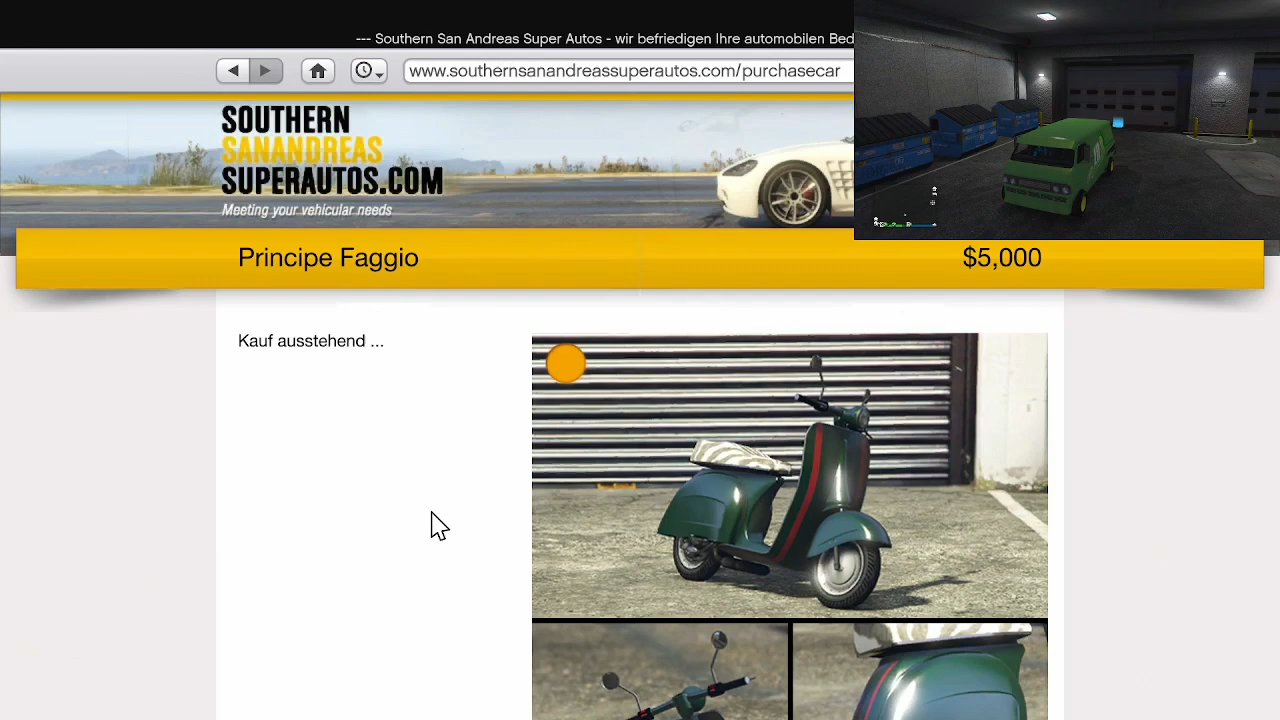 --- Southern San Andreas Super Autos - wir befriedigen Ihre automobilen Bed
www.southernsanandreassuperautos.com/purchasecar
SOUTHERN
SANANDREAS
SUPERAUTOS.COM
Meeting your vehicular needs
Principe Faggio
$5,000
Kauf ausstehend ...